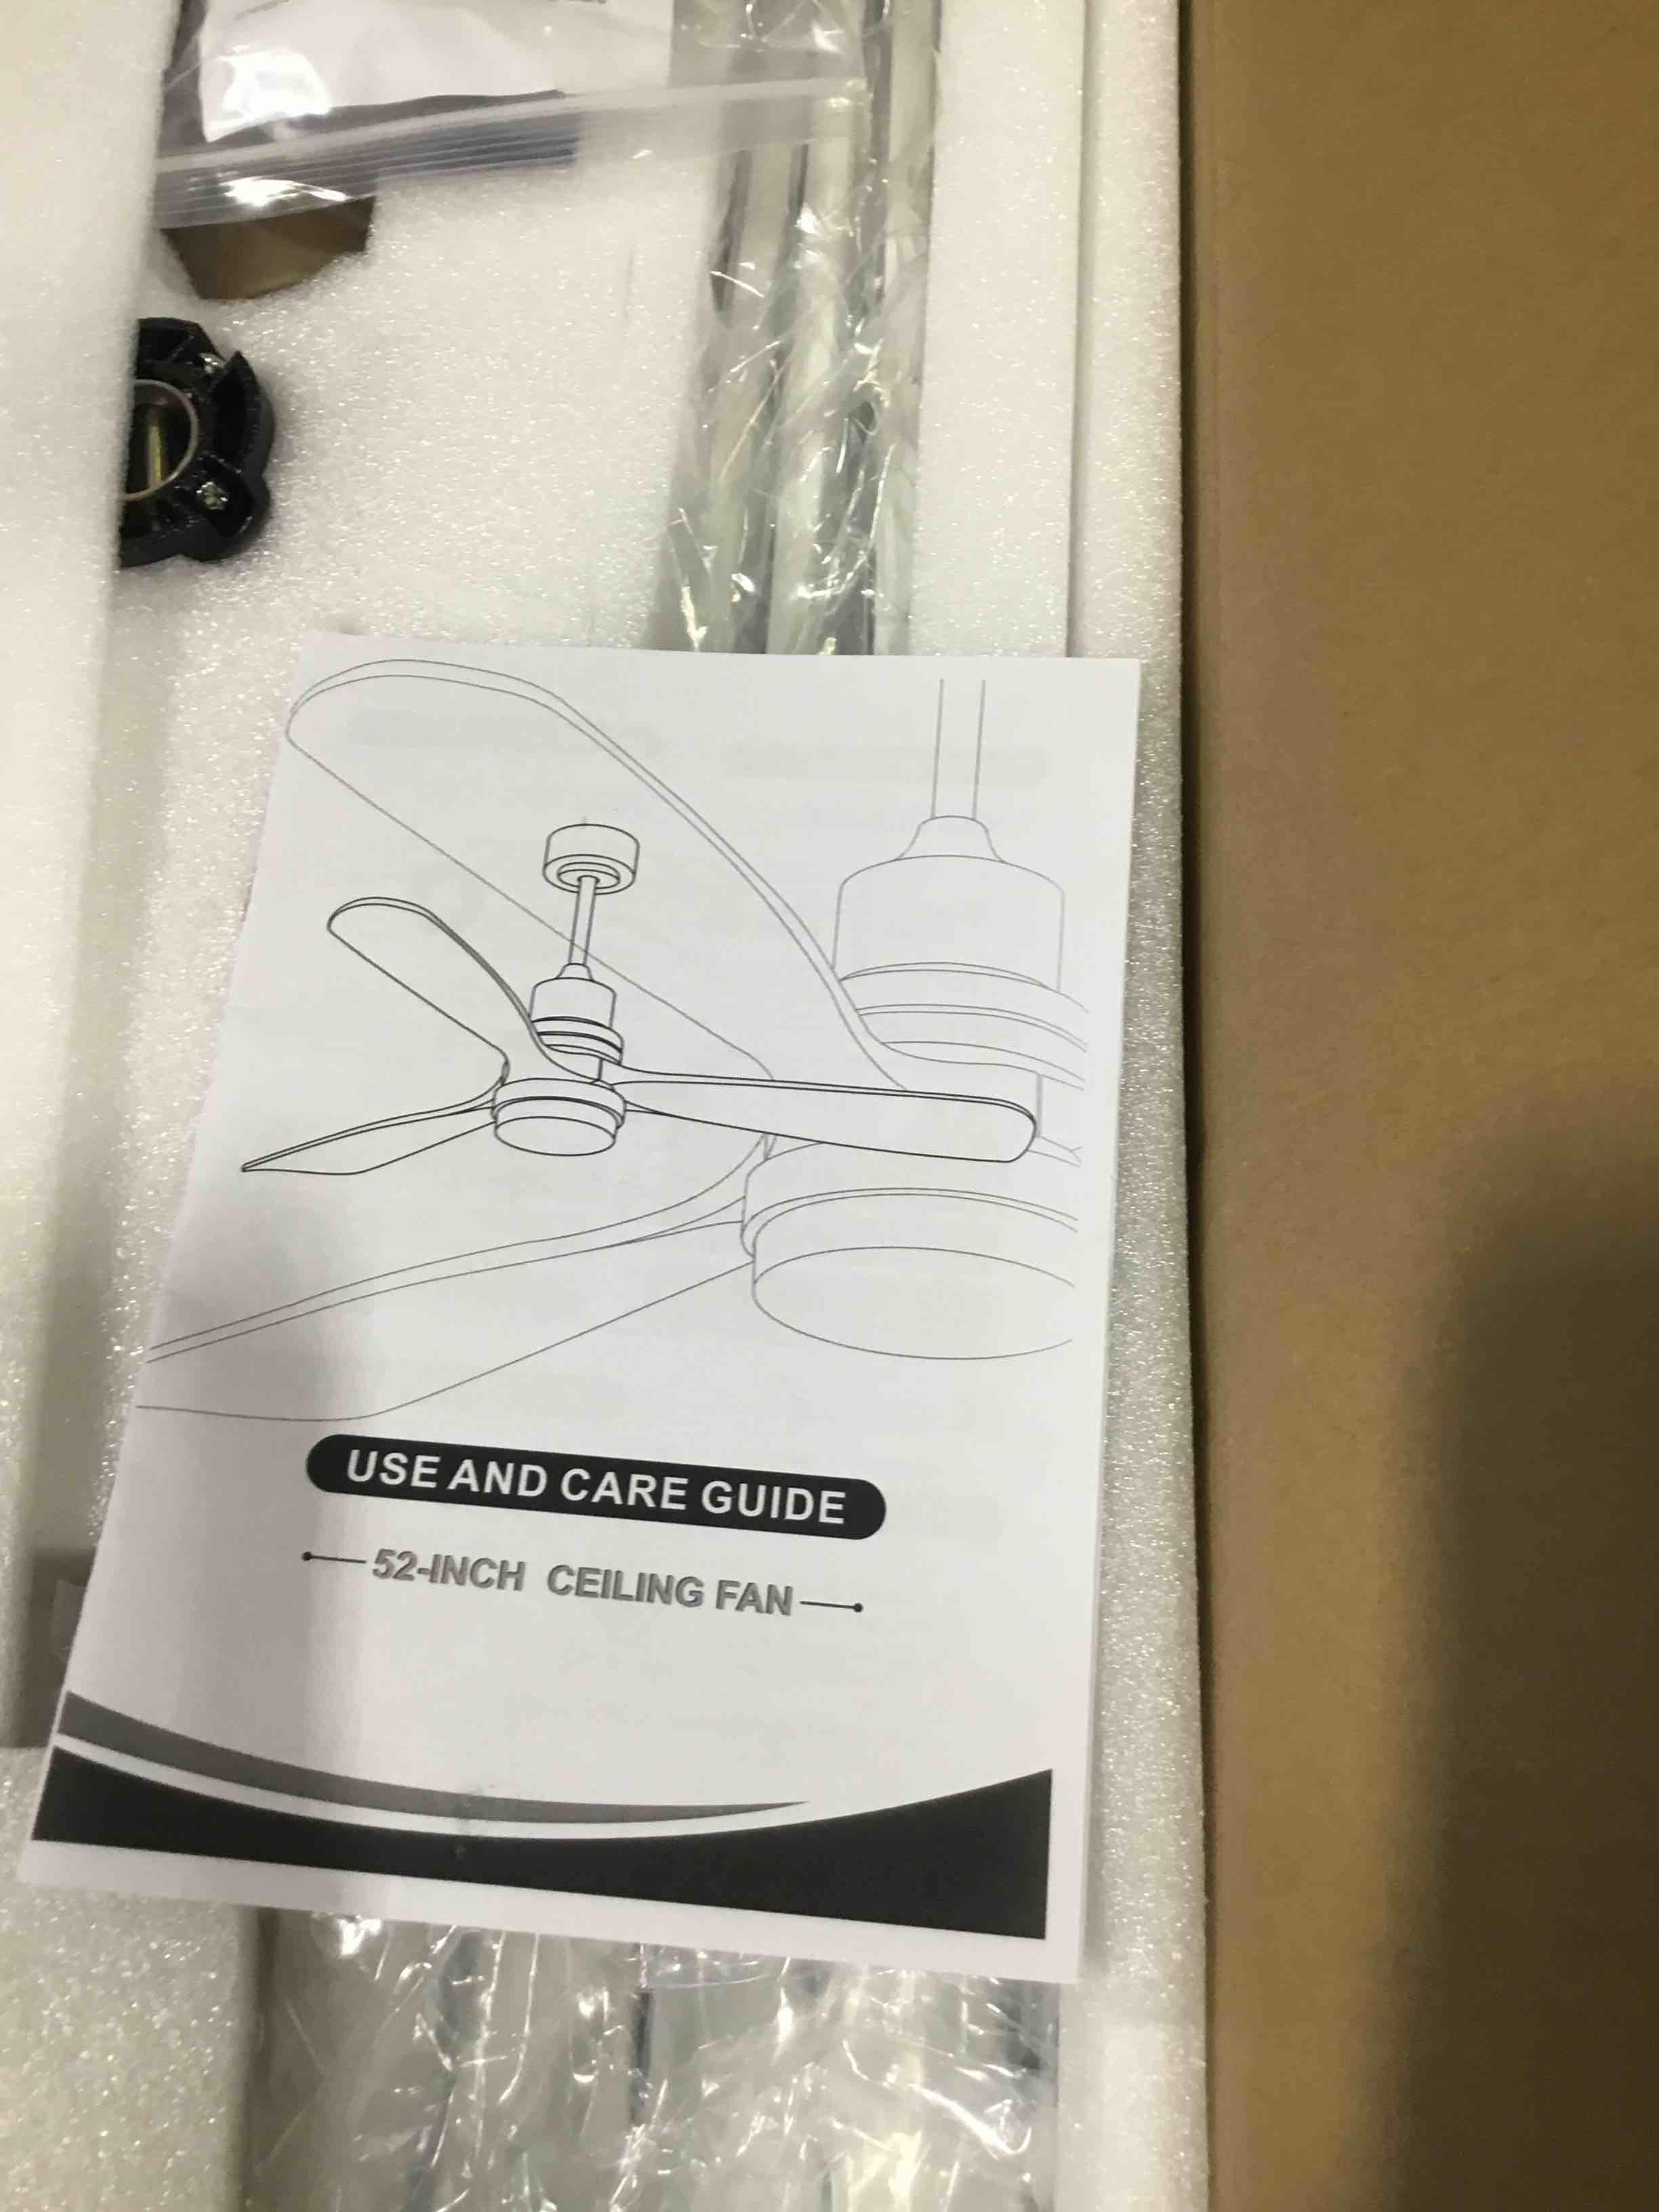 USE AND CARE GUIDE
52-INCH CEILING FAN